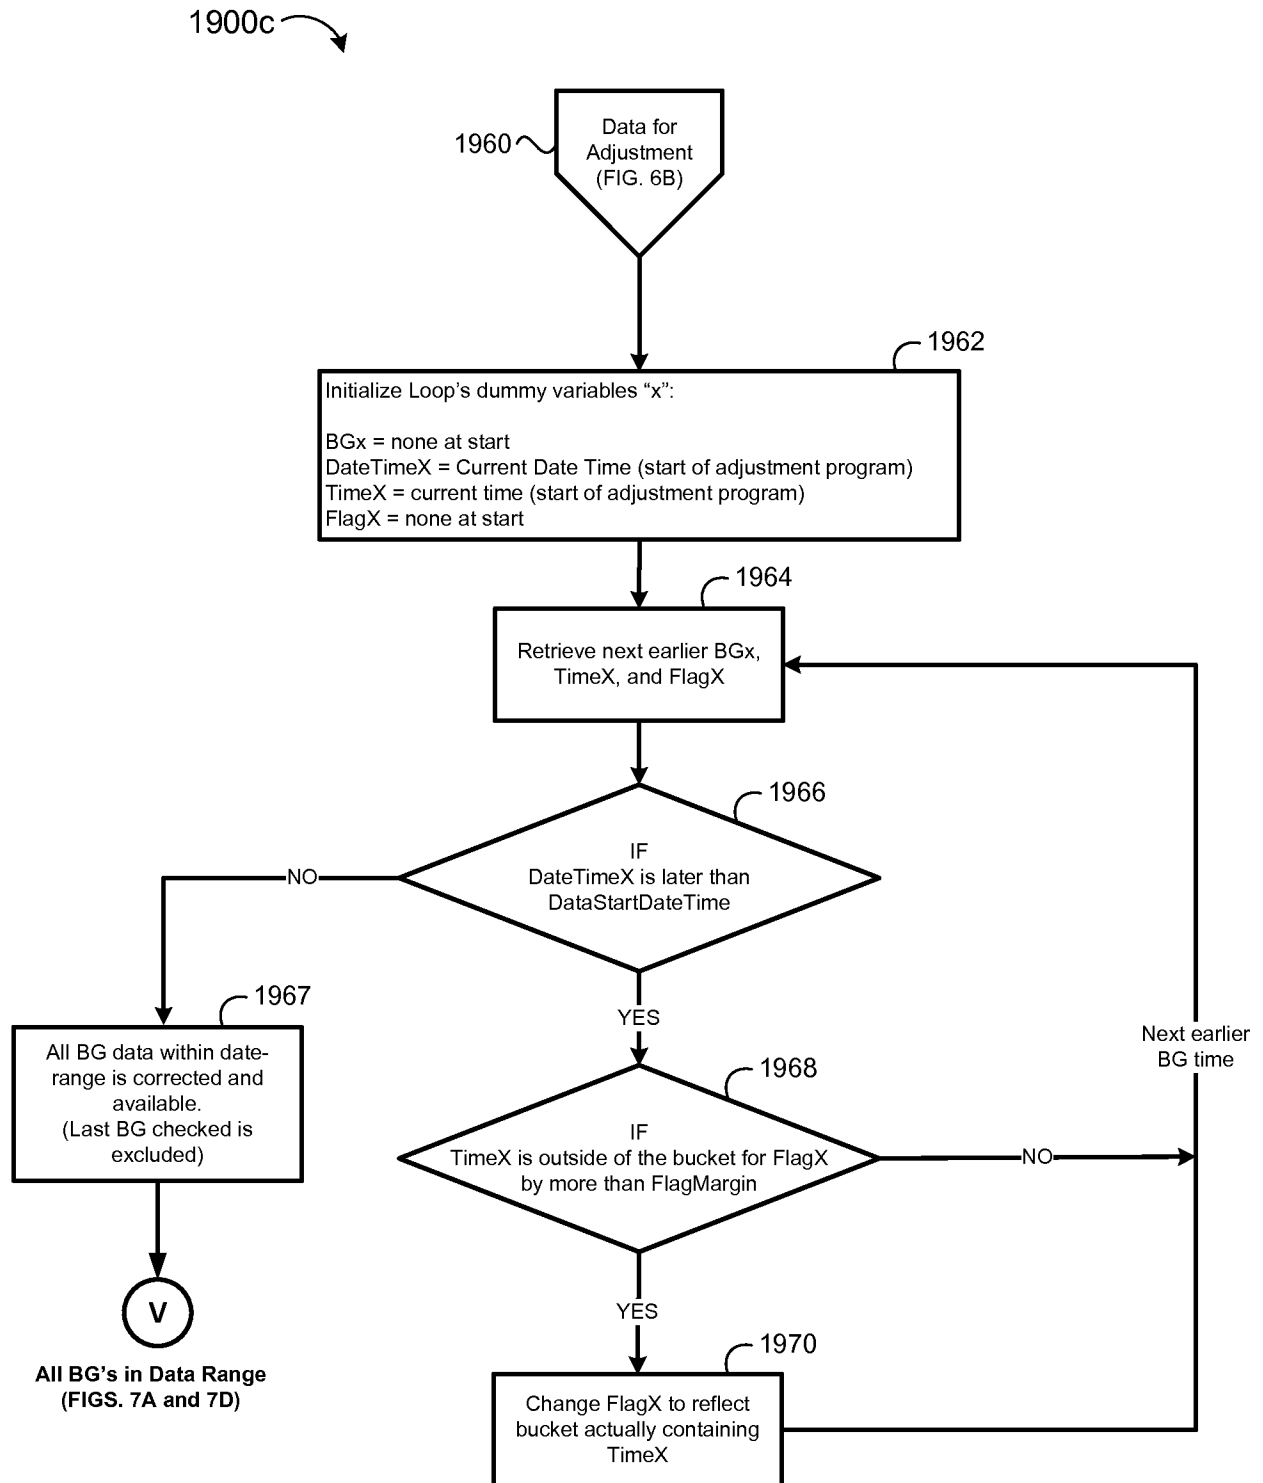 1900c
1960
Data for
Adjustment
(FIG. 6B)
1962
Initialize Loop’s dummy variables “x”:
BGx = none at start
DateTimeX = Current Date Time (start of adjustment program)
TimeX = current time (start of adjustment program)
FlagX = none at start
1964
Retrieve next earlier BGx,
TimeX, and FlagX
1966
IF
DateTimeX is later than
DataStartDateTime
NO
YES
1967
All BG data within date-
range is corrected and
available.
(Last BG checked is
excluded)
V
All BG’s in Data Range
(FIGS. 7A and 7D)
1968
IF
TimeX is outside of the bucket for FlagX
by more than FlagMargin
NO
Next earlier
BG time
YES
1970
Change FlagX to reflect
bucket actually containing
TimeX